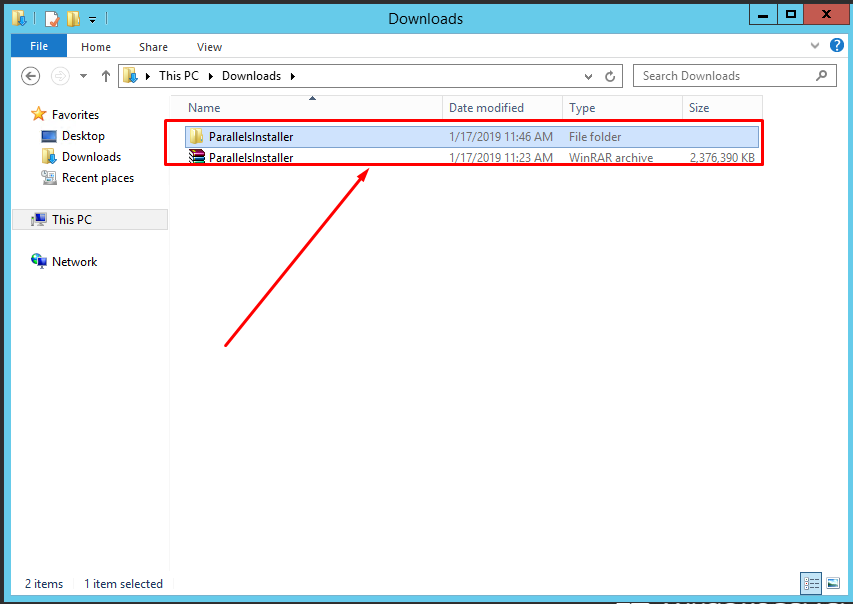 Downloads
File Home Share View
This PC Downloads Search Downloads
Name Date modified Type Size
Favorites
Desktop
Downloads
Recent places
This PC
Network
ParallelsInstaller 1/17/2019 11:46 AM File folder
ParallelsInstaller 1/17/2019 11:23 AM WinRAR archive 2,376,390 KB
2 items 1 item selected